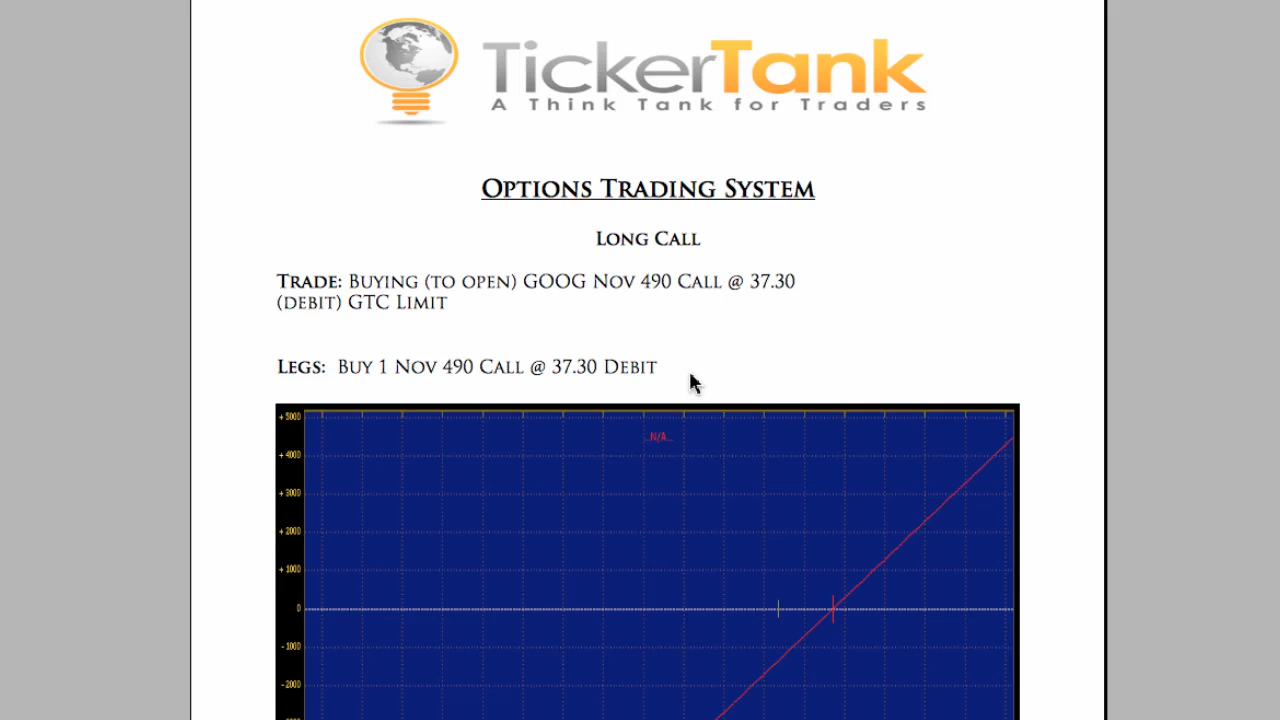 TickerTank
A Think Tank for Traders
OPTIONS TRADING SYSTEM
LONG CALL
TRADE: BUYING (TO OPEN) GOOG NOV 490 CALL @ 37.30
(DEBIT) GTC LIMIT
LEGS: BUY 1 NOV 490 CALL @ 37.30 DEBIT
+5000
N/A
+4000
+3000
+2000
+1000
0
-1000
-2000